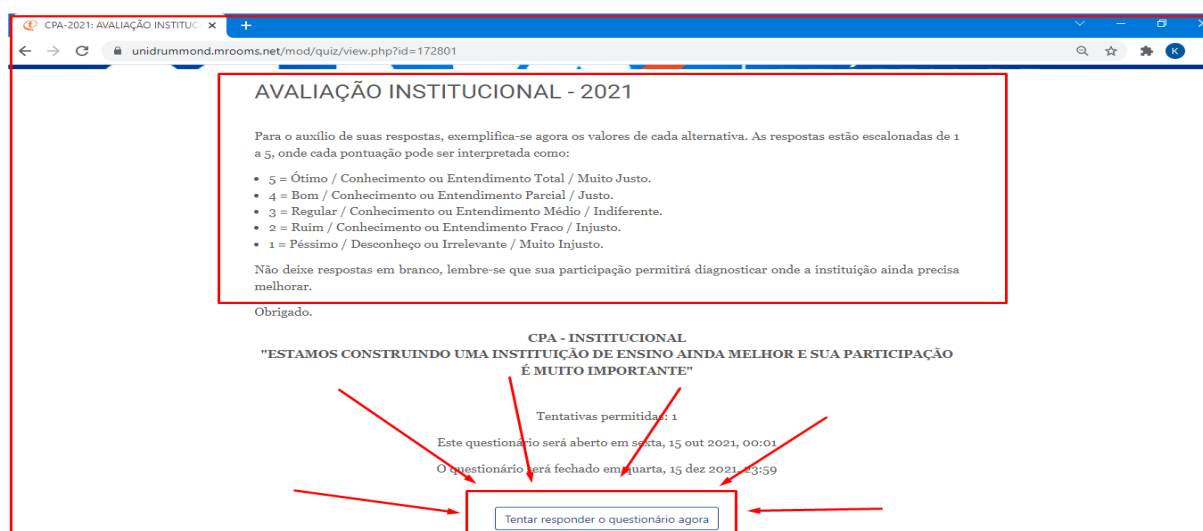 CPA-2021: AVALIAÇÃO INSTITUC
unidrummond.mrooms.net/mod/quiz/view.php?id=172801
K
AVALIAÇÃO INSTITUCIONAL - 2021
Para o auxílio de suas respostas, exemplifica-se agora os valores de cada alternativa. As respostas estão escalonadas de 1
a 5, onde cada pontuação pode ser interpretada como:
• 5 = Ótimo / Conhecimento ou Entendimento Total / Muito Justo.
• 4 = Bom / Conhecimento ou Entendimento Parcial / Justo.
• 3 = Regular / Conhecimento ou Entendimento Médio / Indiferente.
• 2 = Ruim / Conhecimento ou Entendimento Fraco / Injusto.
• 1 = Péssimo / Desconheço ou Irrelevante / Muito Injusto.
Não deixe respostas em branco, lembre-se que sua participação permitirá diagnosticar onde a instituição ainda precisa
melhorar.
Obrigado.
CPA - INSTITUCIONAL
"ESTAMOS CONSTRUINDO UMA INSTITUIÇÃO DE ENSINO AINDA MELHOR E SUA PARTICIPAÇÃO
É MUITO IMPORTANTE"
Tentativas permitidas: 1
Este questionário será aberto em sexta, 15 out 2021, 00:01
O questionário será fechado em quarta, 15 dez 2021, 23:59
Tentar responder o questionário agora